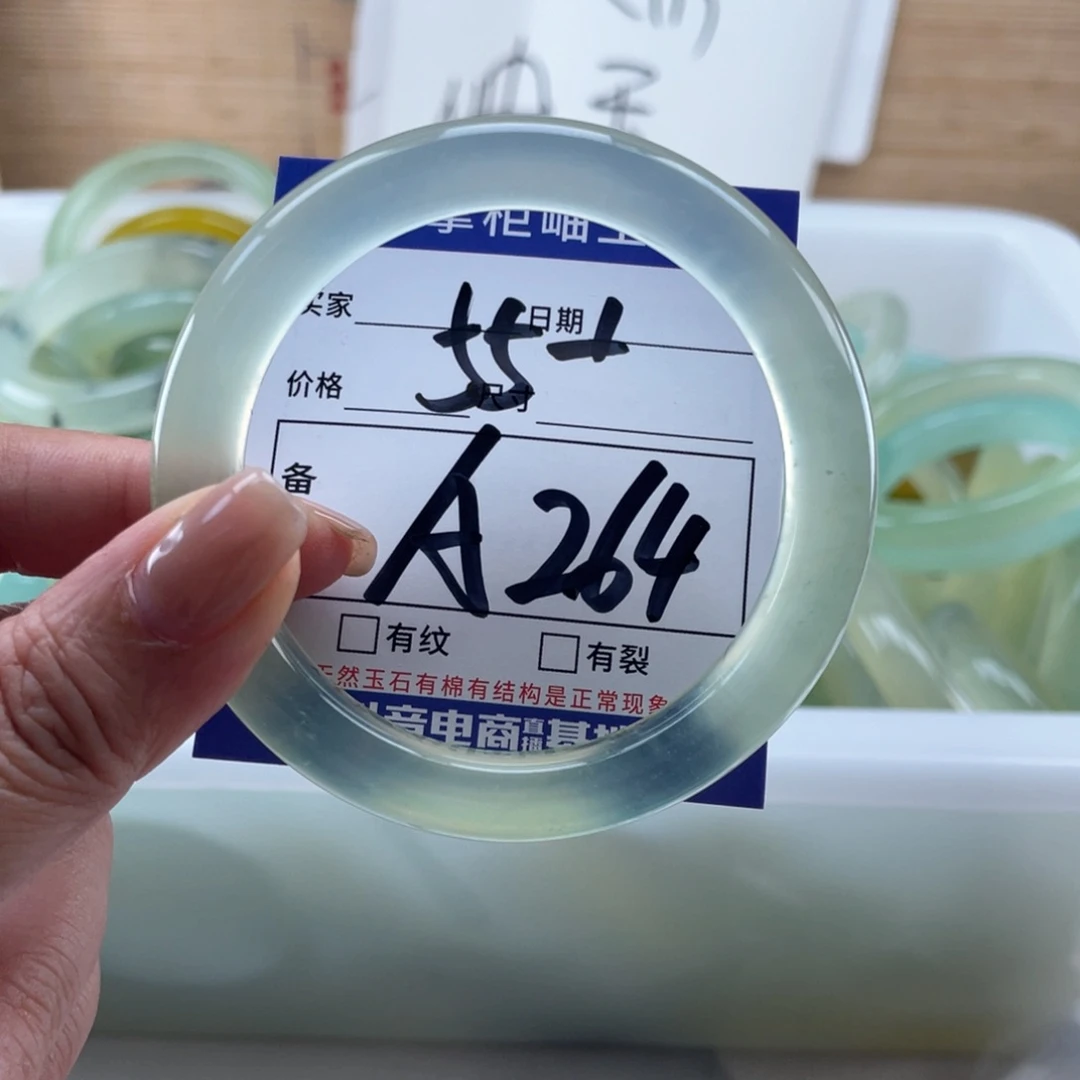 岫玉
掌柜岫玉
买家 日期
55+
价格 尺寸
备
A264
□有纹 □有裂
天然玉石有棉有结构是正常现象
抖音电商直播基地